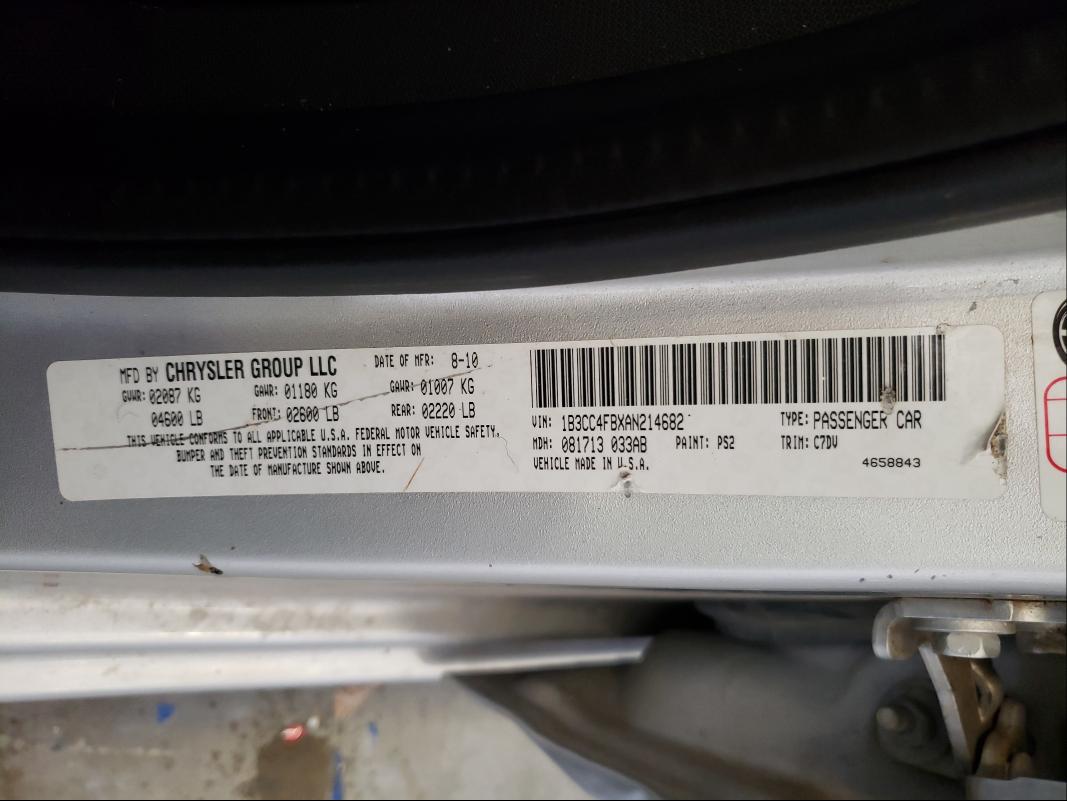 MFD BY CHRYSLER GROUP LLC DATE OF MFR: 8-10
GVWR: 02087 KG GAWR: 01180 KG GAWR: 01007 KG
04600 LB FRONT: 02600 LB REAR: 02220 LB
THIS VEHICLE CONFORMS TO ALL APPLICABLE U.S.A. FEDERAL MOTOR VEHICLE SAFETY,
BUMPER AND THEFT PREVENTION STANDARDS IN EFFECT ON
THE DATE OF MANUFACTURE SHOWN ABOVE.
VIN: 1B3CC4FBXAN214682 TYPE: PASSENGER CAR
MDH: 081713 033AB PAINT: PS2 TRIM: C7DV
VEHICLE MADE IN U.S.A.
4658843